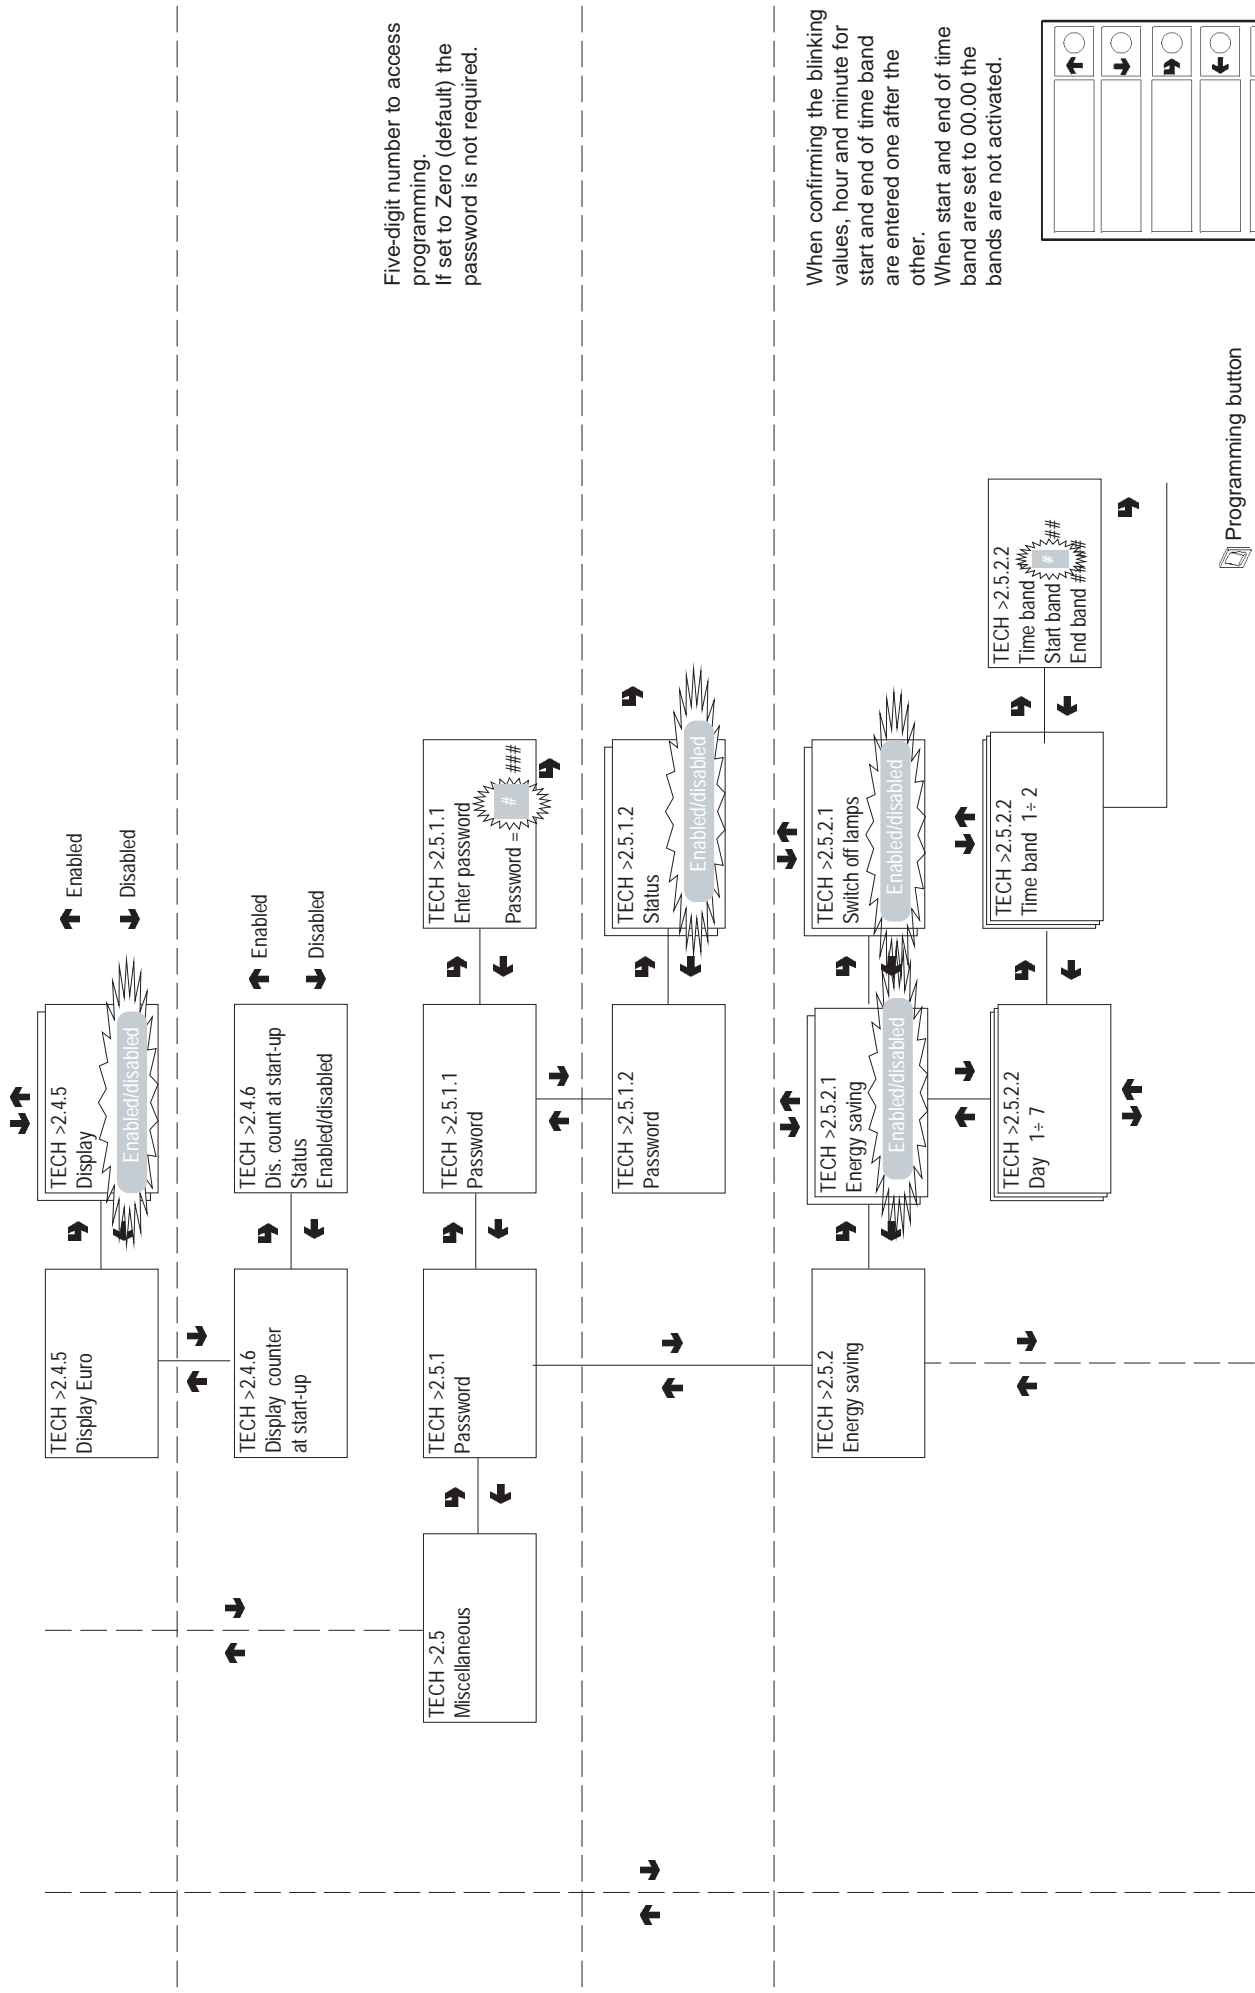 TECH >2.4.5
Display Euro
TECH >2.4.5
Display
Enabled/disabled
Enabled
Disabled
TECH >2.4.6
Display counter
at start-up
TECH >2.4.6
Dis. count at start-up
Status
Enabled/disabled
Enabled
Disabled
TECH >2.5
Miscellaneous
TECH >2.5.1
Password
TECH >2.5.1.1
Password
TECH >2.5.1.1
Enter password
Password = # ###
Five-digit number to access
programming.
If set to Zero (default) the
password is not required.
TECH >2.5.1.2
Password
TECH >2.5.1.2
Status
Enabled/disabled
TECH >2.5.2
Energy saving
TECH >2.5.2.1
Energy saving
Enabled/disabled
TECH >2.5.2.1
Switch off lamps
Enabled/disabled
When confirming the blinking
values, hour and minute for
start and end of time band
are entered one after the
other.
When start and end of time
band are set to 00.00 the
bands are not activated.
TECH >2.5.2.2
Day 1÷ 7
TECH >2.5.2.2
Time band 1÷ 2
TECH >2.5.2.2
Time band
Start band # ##
End band ####
Programming button